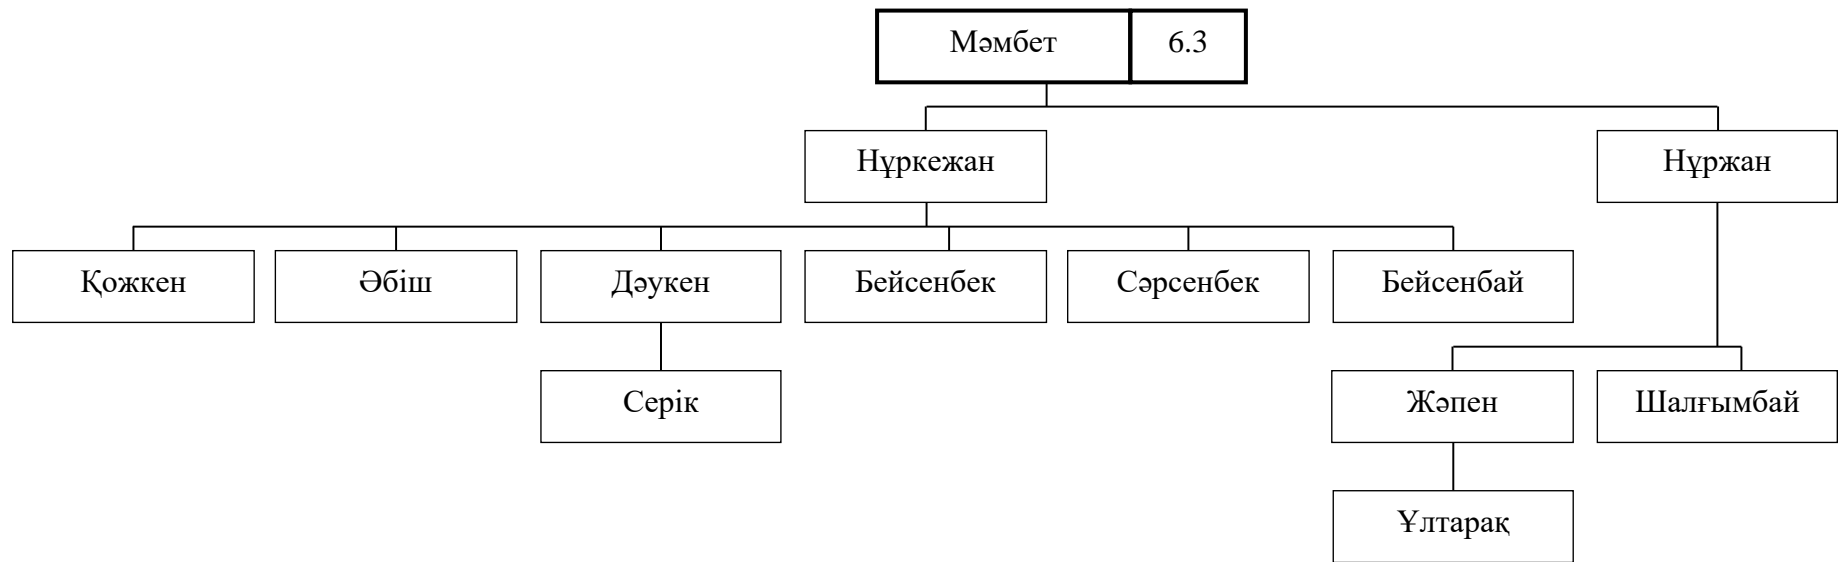 Мәмбет 6.3
Нұркежан Нұржан
Қожкен Әбіш Дәукен Бейсенбек Сәрсенбек Бейсенбай
Серік Жәпен Шалғымбай
Ұлтарақ